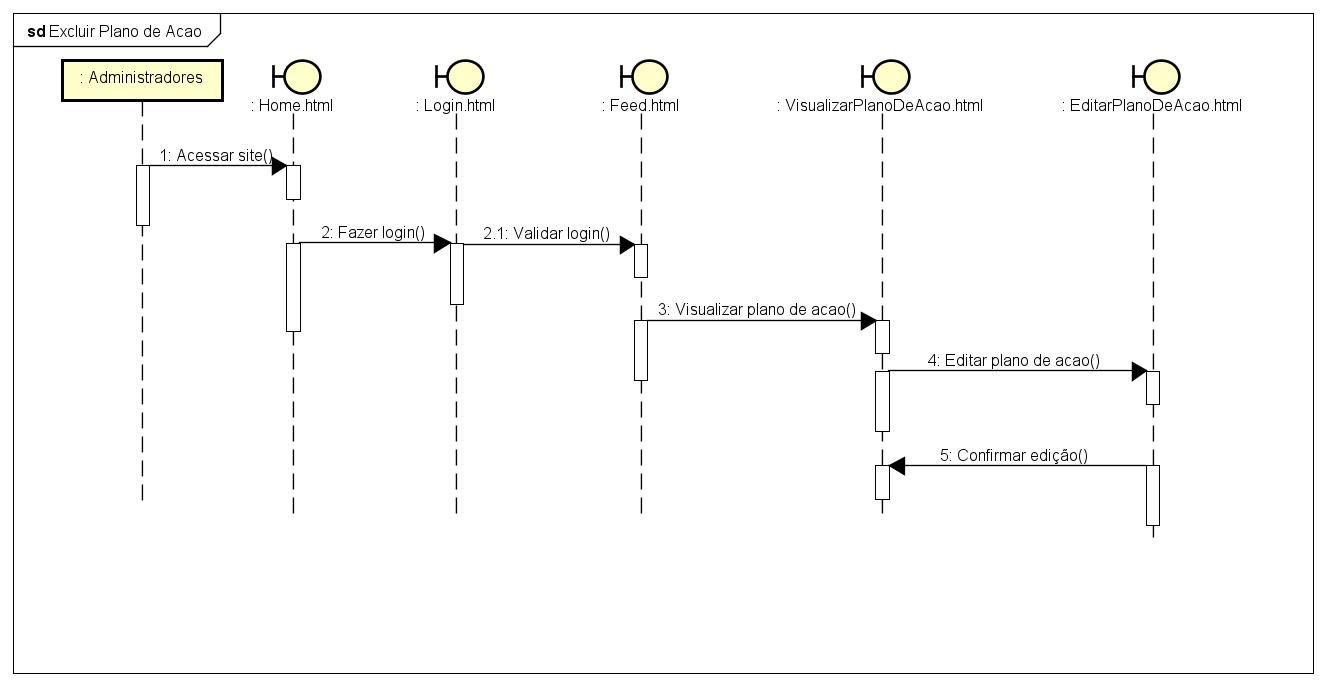 sd Excluir Plano de Acao
: Administradores
: Home.html
: Login.html
: Feed.html
: VisualizarPlanoDeAcao.html
: EditarPlanoDeAcao.html
1: Acessar site()
2: Fazer login()
2.1: Validar login()
3: Visualizar plano de acao()
4: Editar plano de acao()
5: Confirmar edição()